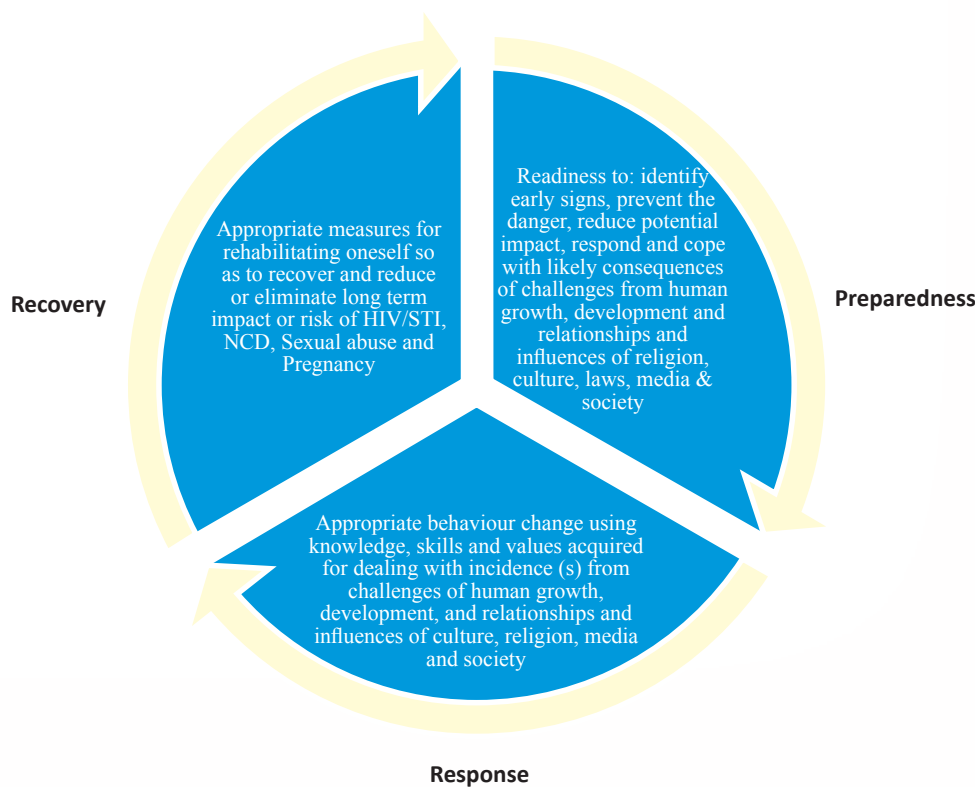 Readiness to: identify
early signs, prevent the
danger, reduce potential
impact, respond and cope
with likely consequences
of challenges from human
growth, development and
relationships and
influences of religion,
culture, laws, media &
society
Preparedness
Appropriate behaviour change using
knowledge, skills and values acquired
for dealing with incidence (s) from
challenges of human growth,
development, and relationships and
influences of culture, religion, media
and society
Response
Appropriate measures for
rehabilitating oneself so
as to recover and reduce
or eliminate long term
impact or risk of HIV/STI,
NCD, Sexual abuse and
Pregnancy
Recovery